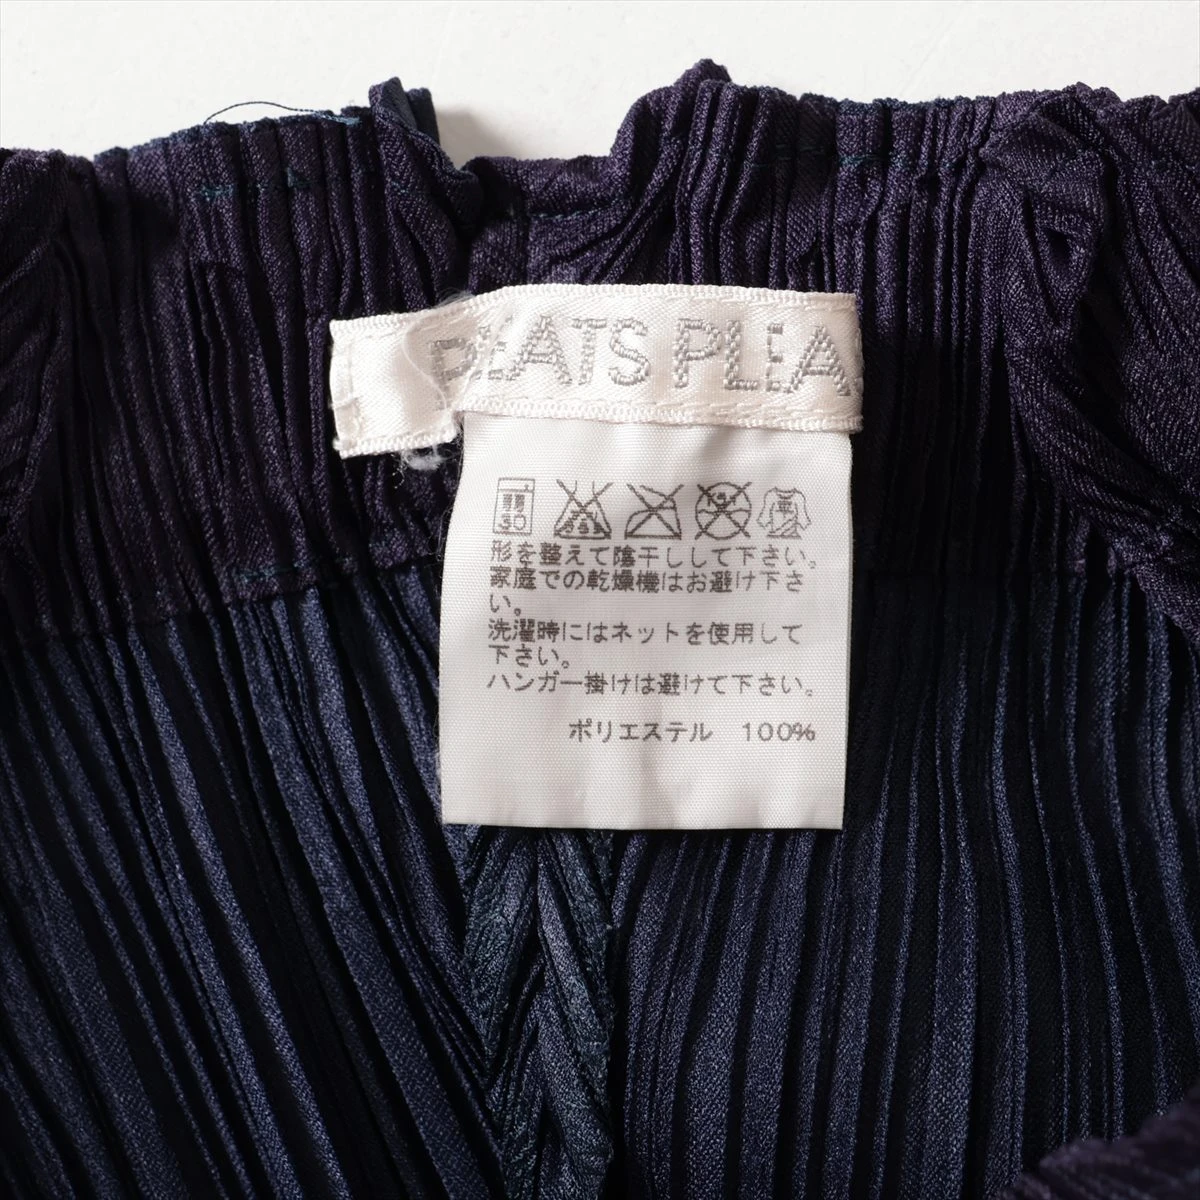 PLEATS PLEA
形を整えて陰干しして下さい。
家庭での乾燥機はお避け下さ
い。
洗濯時にはネットを使用して
下さい。
ハンガー掛けは避けて下さい。
ポリエステル 100%